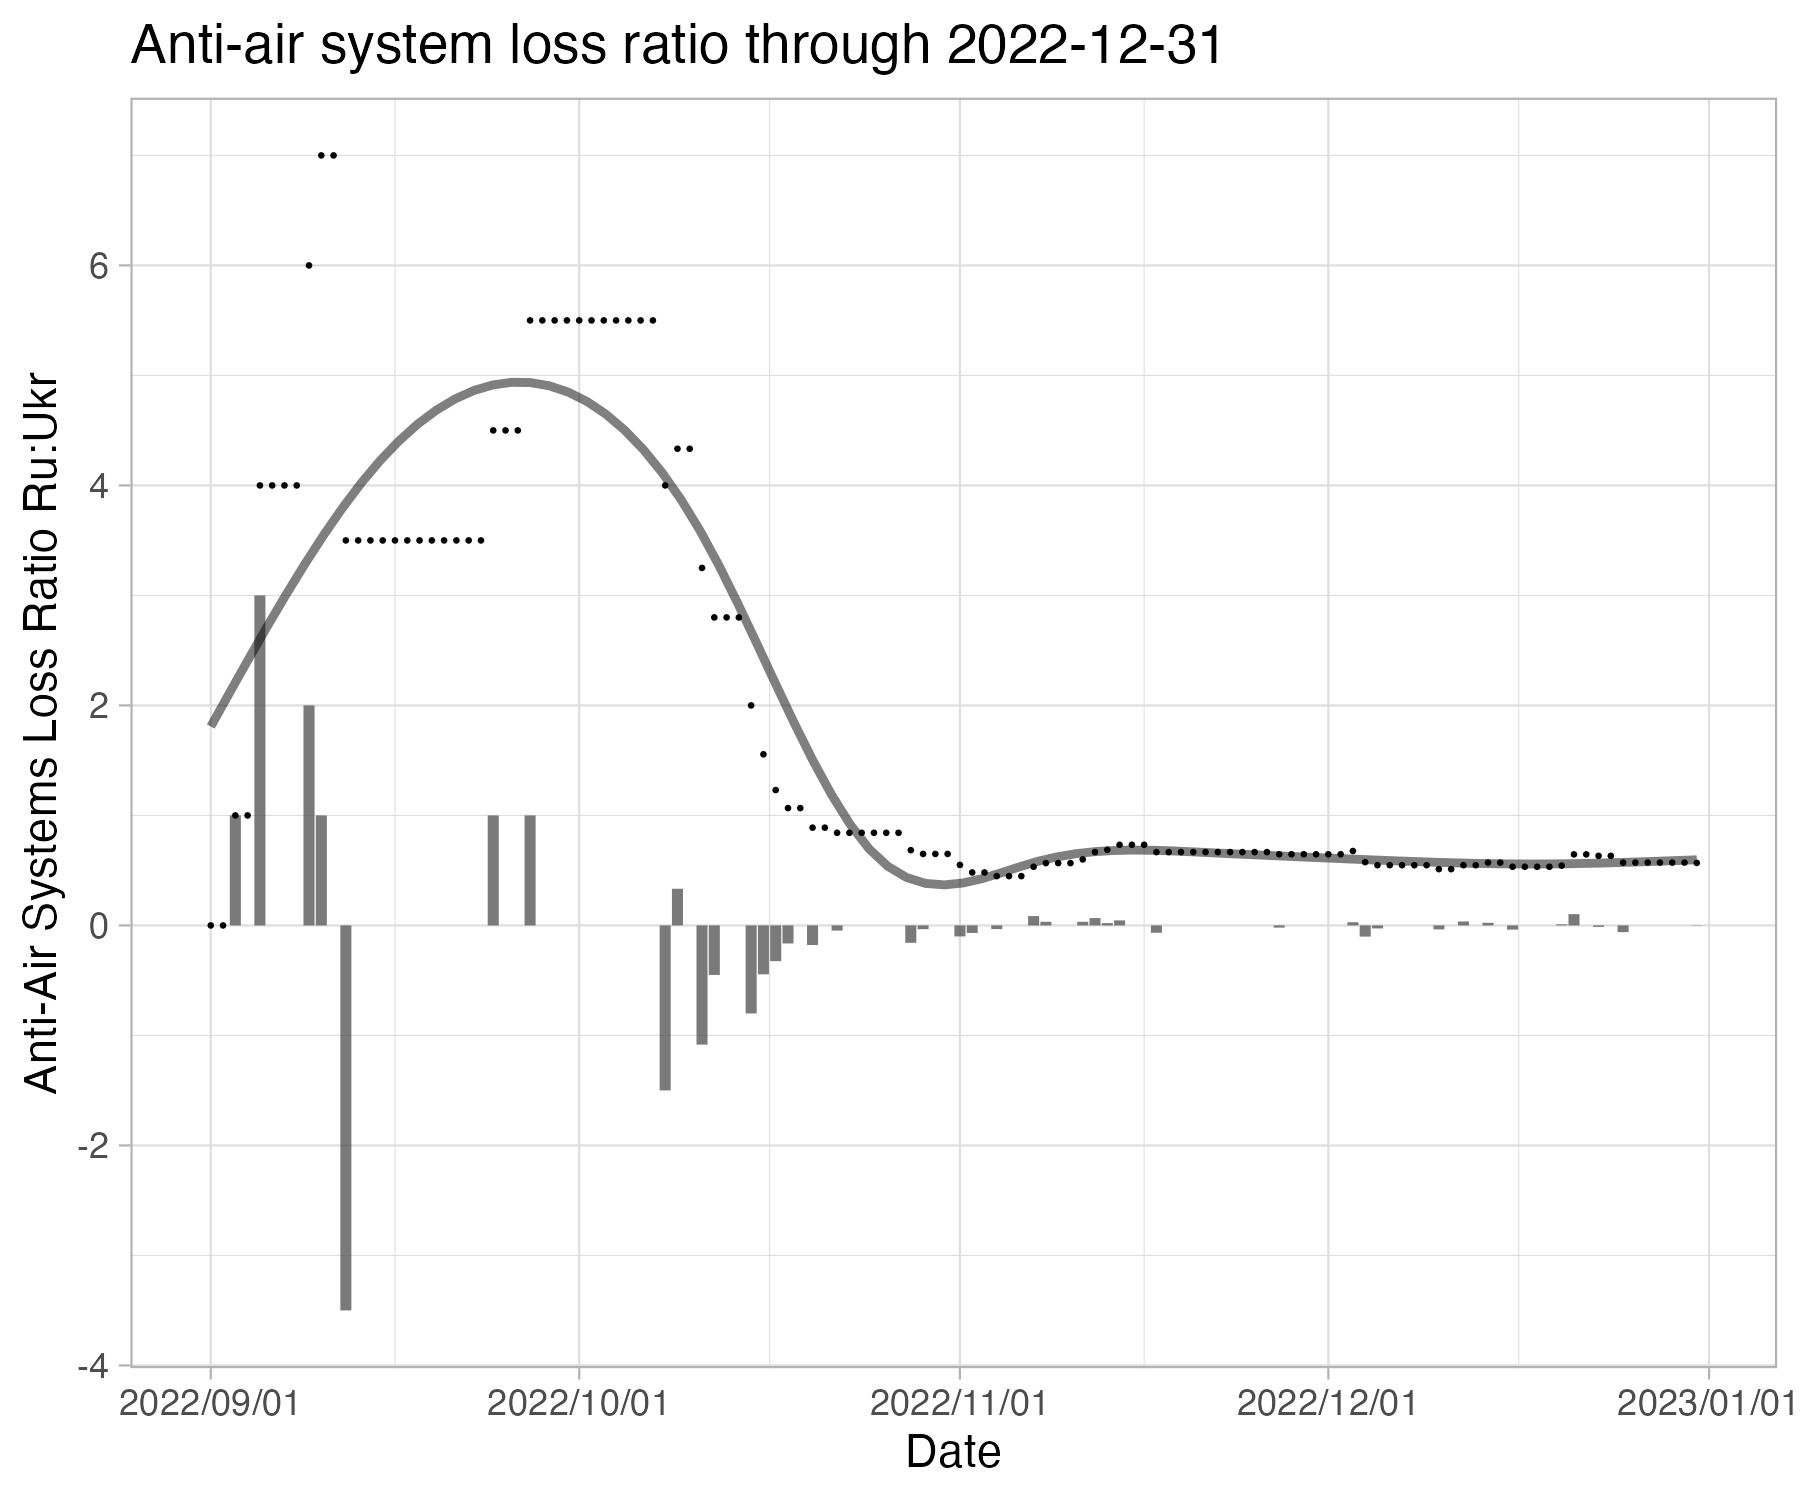 Anti-air system loss ratio through 2022-12-31
Anti-Air Systems Loss Ratio Ru:Ukr
6
4
2
0
-2
-4
2022/09/01 2022/10/01 2022/11/01 2022/12/01 2023/01/01
Date